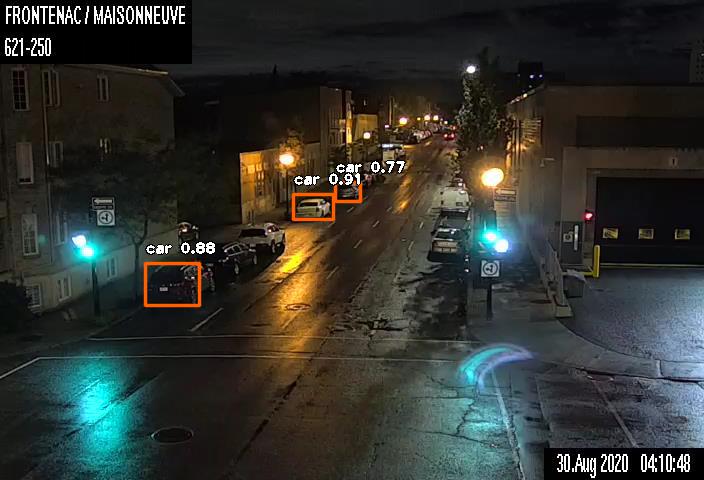 FRONTENAC / MAISONNEUVE
621-250
car 0.77
car 0.91
car 0.88
30.Aug 2020 04:10:48